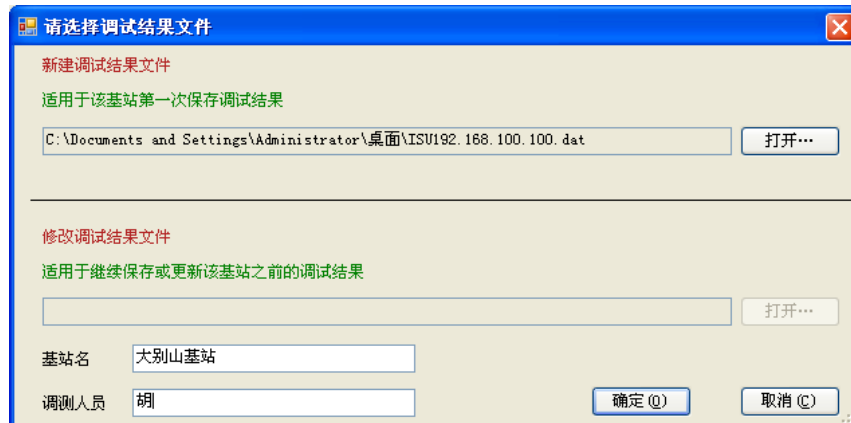 请选择调试结果文件
新建调试结果文件
适用于该基站第一次保存调试结果
C:\Documents and Settings\Administrator\桌面\ISU192.168.100.100.dat 打开…
修改调试结果文件
适用于继续保存或更新该基站之前的调试结果
打开…
基站名 大别山基站
调测人员 胡 确定(O) 取消(C)